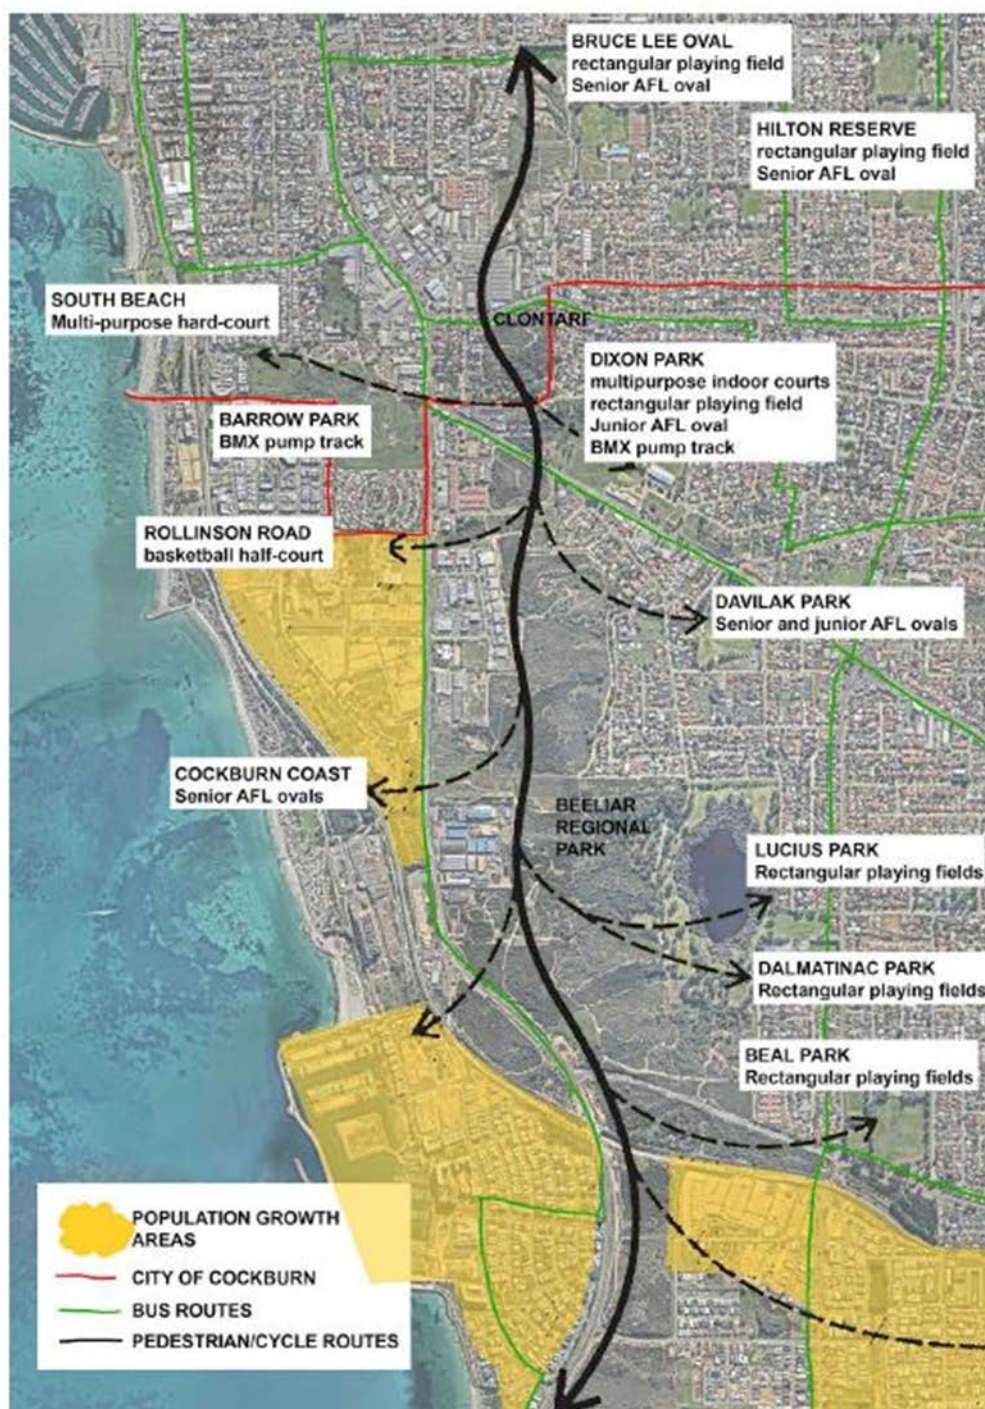 BRUCE LEE OVAL
rectangular playing field
Senior AFL oval
HILTON RESERVE
rectangular playing field
Senior AFL oval
SOUTH BEACH
Multi-purpose hard-court
CLONTARF
DIXON PARK
multipurpose indoor courts
rectangular playing field
Junior AFL oval
BMX pump track
BARROW PARK
BMX pump track
ROLLINSON ROAD
basketball half-court
DAVILAK PARK
Senior and junior AFL ovals
COCKBURN COAST
Senior AFL ovals
BEELIAR
REGIONAL
PARK
LUCIUS PARK
Rectangular playing fields
DALMATINAC PARK
Rectangular playing fields
BEAL PARK
Rectangular playing fields
POPULATION GROWTH
AREAS
CITY OF COCKBURN
BUS ROUTES
PEDESTRIAN/CYCLE ROUTES